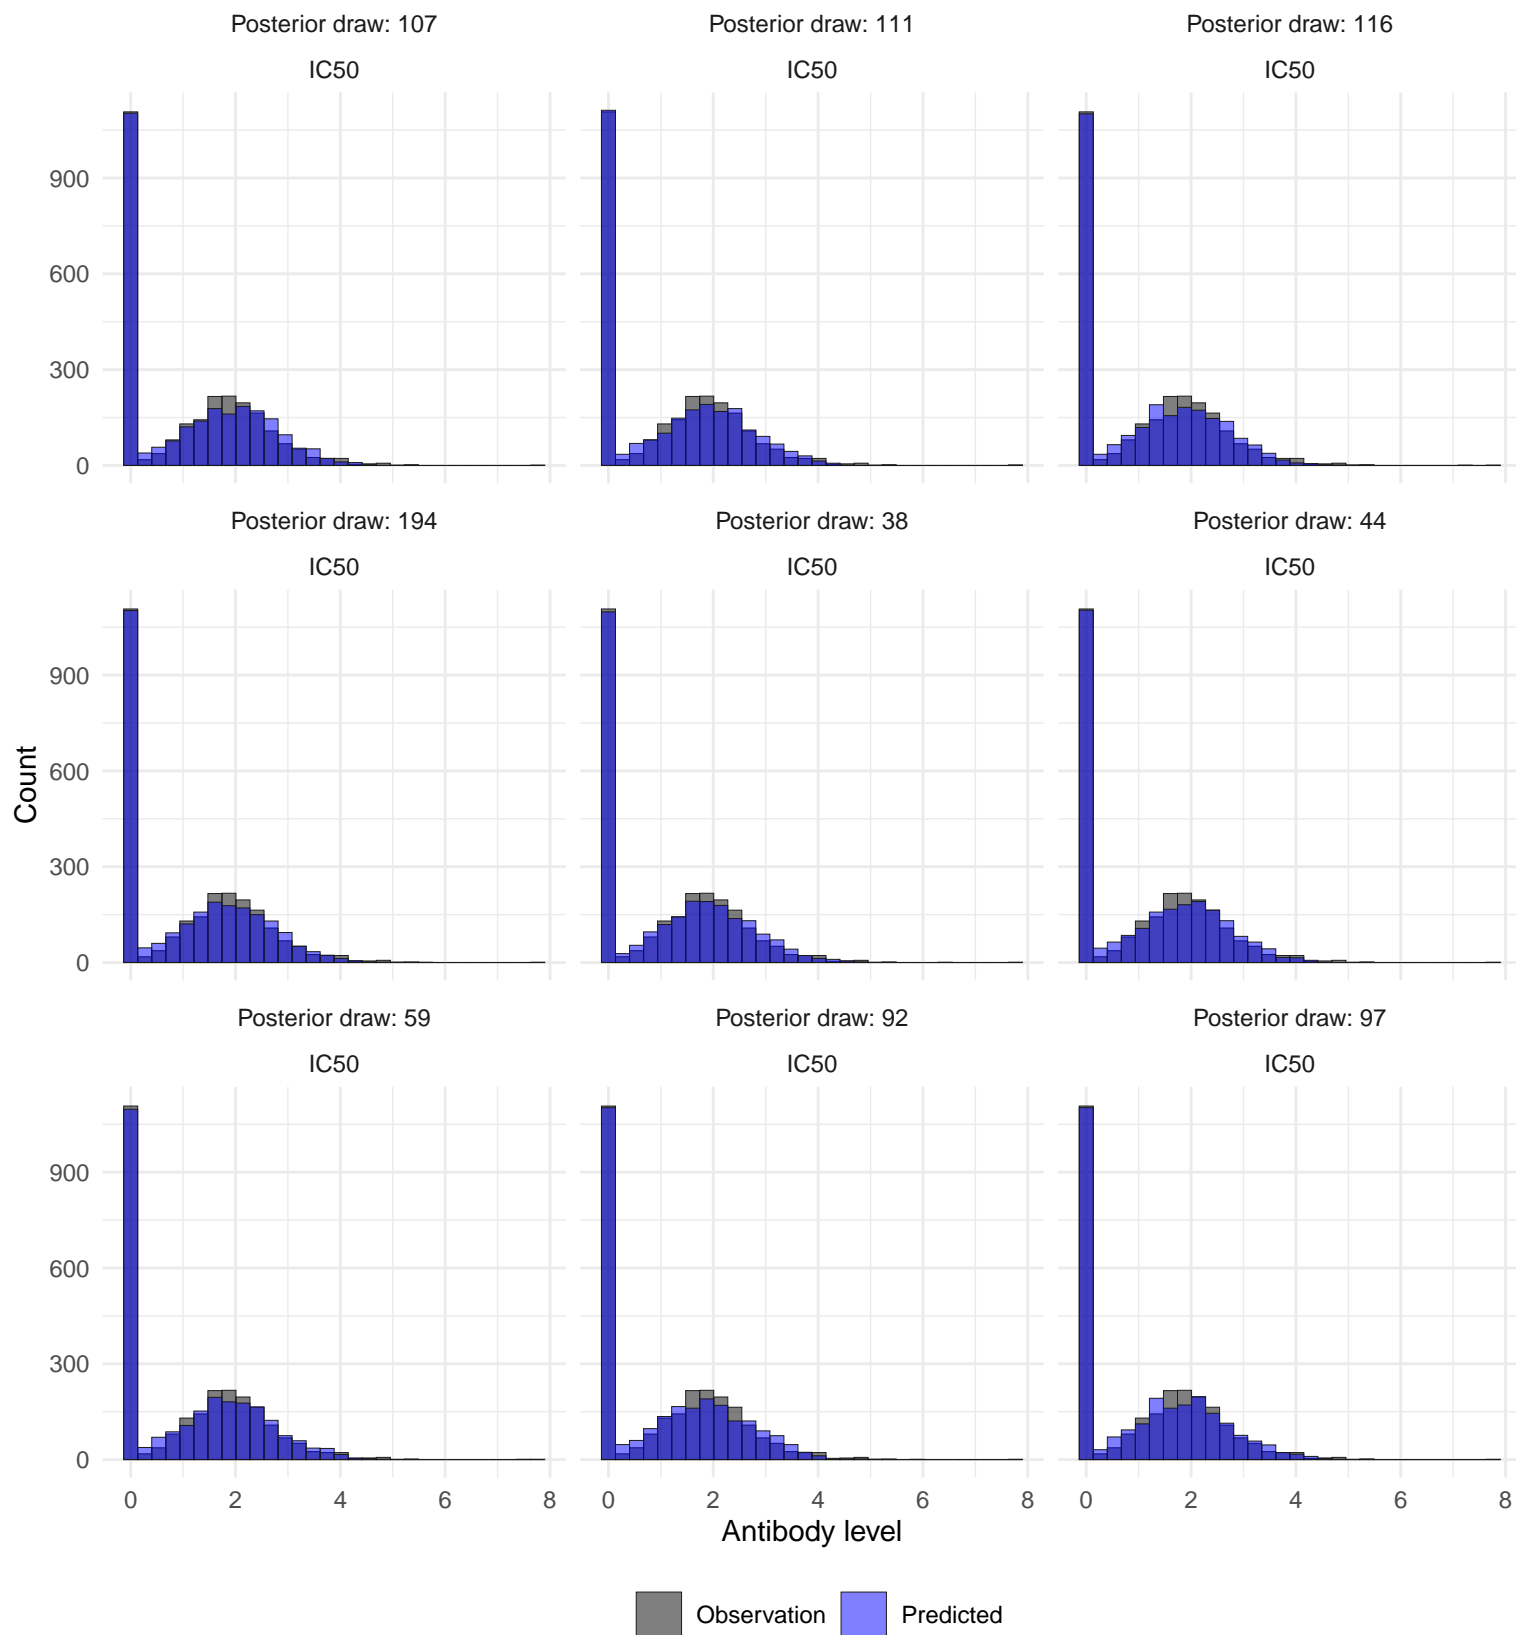 Posterior draw: 107
Posterior draw: 111
Posterior draw: 116
IC50
IC50
IC50
900
600
300
0
Posterior draw: 194
Posterior draw: 38
Posterior draw: 44
IC50
IC50
IC50
900
600
300
0
Count
Posterior draw: 59
Posterior draw: 92
Posterior draw: 97
IC50
IC50
IC50
900
600
300
0
0 2 4 6 8
0 2 4 6 8
0 2 4 6 8
Antibody level
Observation
Predicted